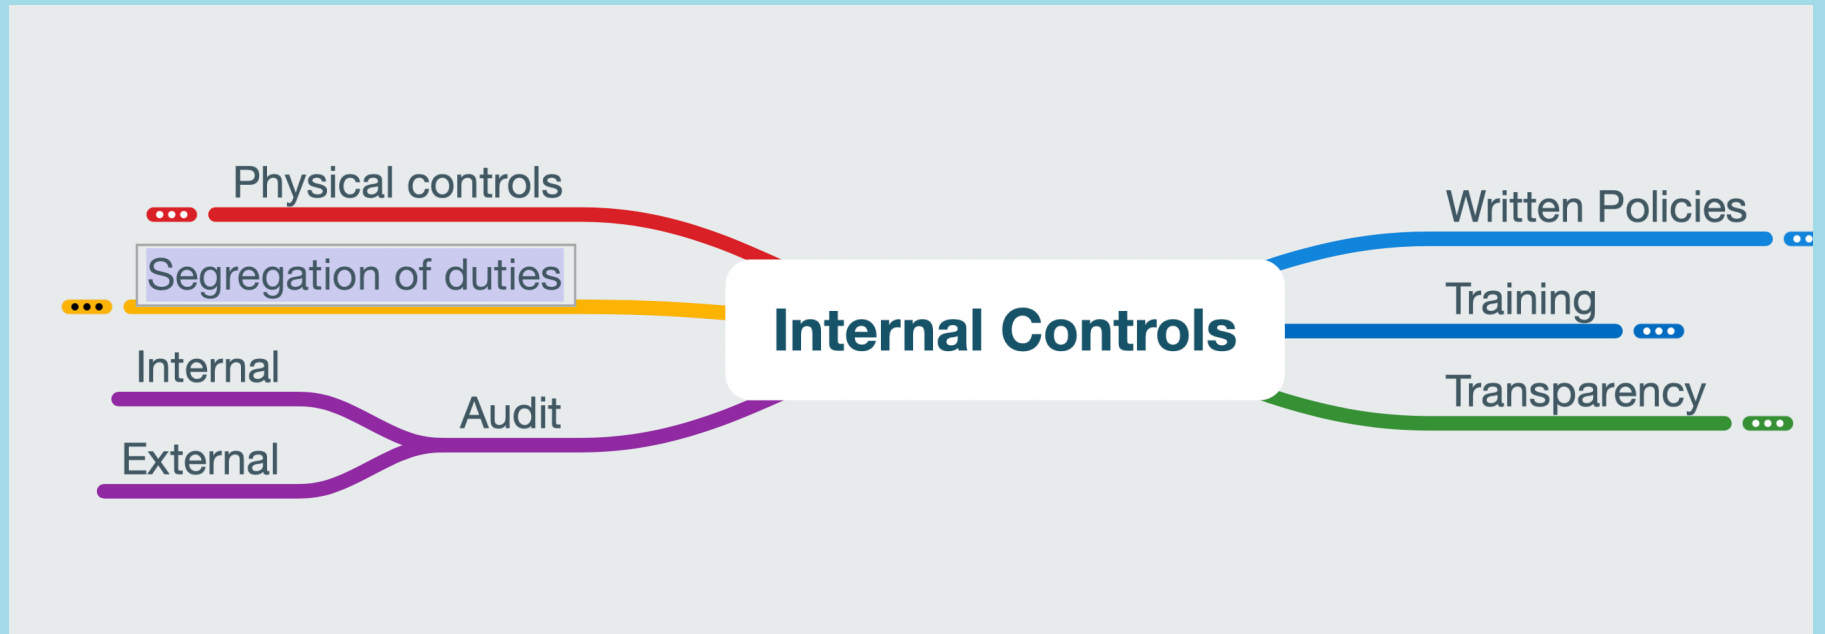 Physical controls
Segregation of duties
Internal
Audit
External
Internal Controls
Written Policies
Training
Transparency